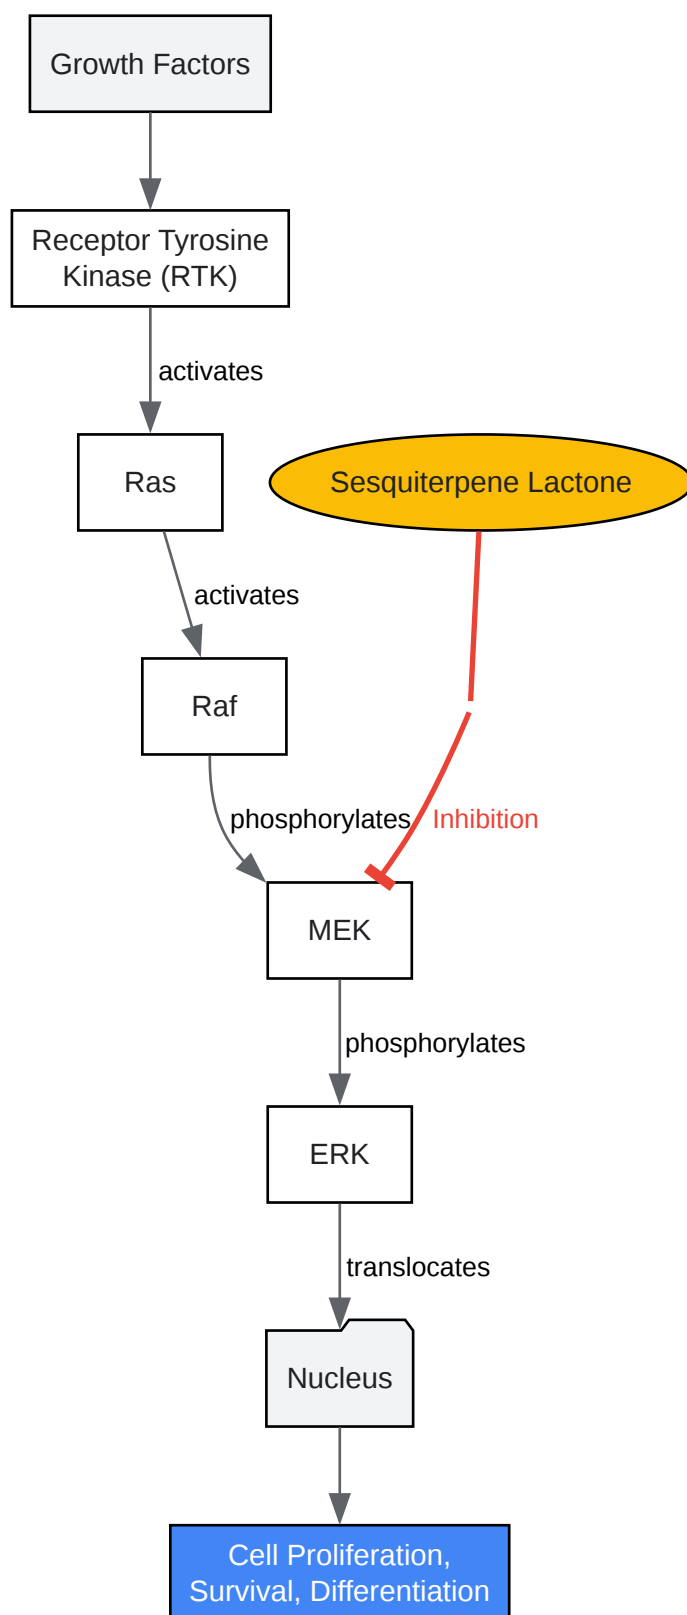 Growth Factors
Receptor Tyrosine
Kinase (RTK)
activates
Ras
Sesquiterpene Lactone
activates
Raf
phosphorylates
Inhibition
MEK
phosphorylates
ERK
translocates
Nucleus
Cell Proliferation,
Survival, Differentiation